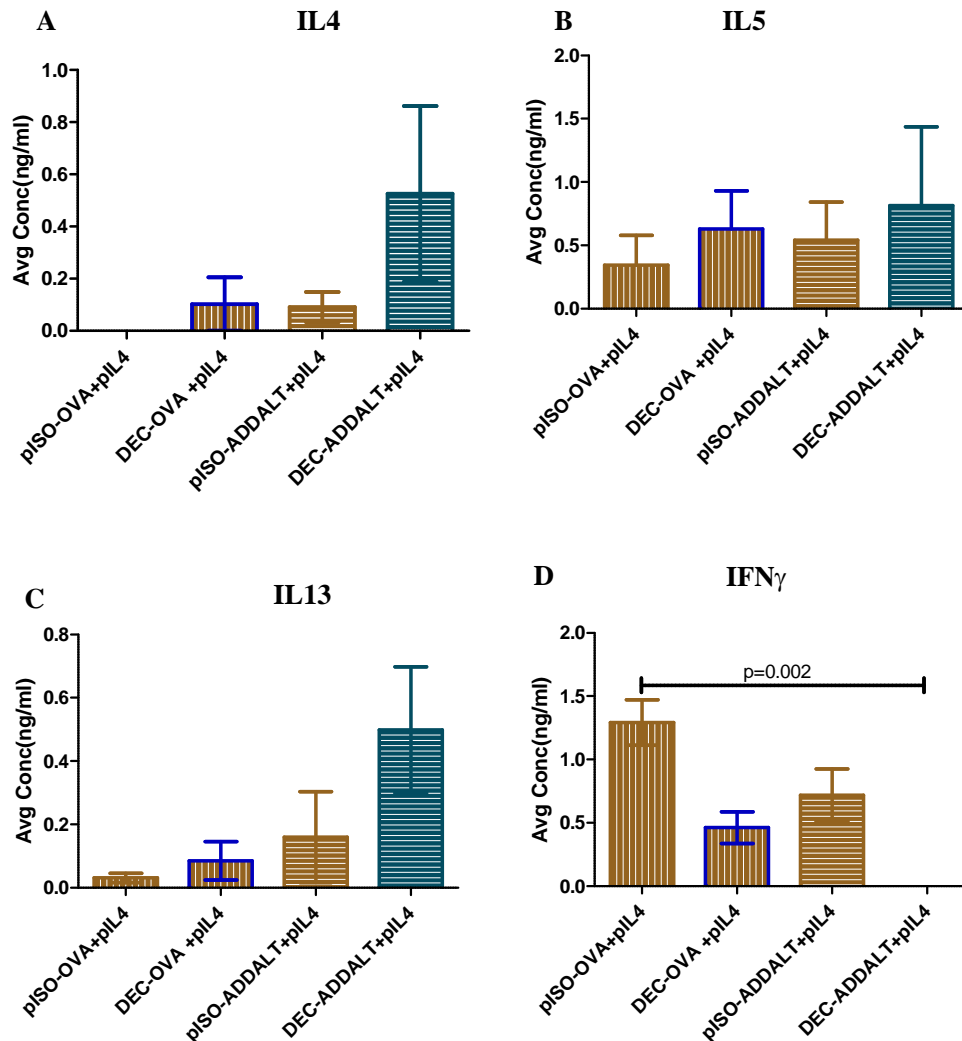 A
IL4
Avg Conc(ng/ml)
1.0
0.8
0.6
0.4
0.2
0.0
pISO-OVA+pIL4
DEC-OVA +pIL4
pISO-ADDALT+pIL4
DEC-ADDALT+pIL4
B
IL5
Avg Conc(ng/ml)
2.0
1.5
1.0
0.5
0.0
pISO-OVA+pIL4
DEC-OVA +pIL4
pISO-ADDALT+pIL4
DEC-ADDALT+pIL4
C
IL13
Avg Conc(ng/ml)
0.8
0.6
0.4
0.2
0.0
pISO-OVA+pIL4
DEC-OVA +pIL4
pISO-ADDALT+pIL4
DEC-ADDALT+pIL4
D
IFNγ
Avg Conc(ng/ml)
2.0
1.5
1.0
0.5
0.0
p=0.002
pISO-OVA+pIL4
DEC-OVA +pIL4
pISO-ADDALT+pIL4
DEC-ADDALT+pIL4